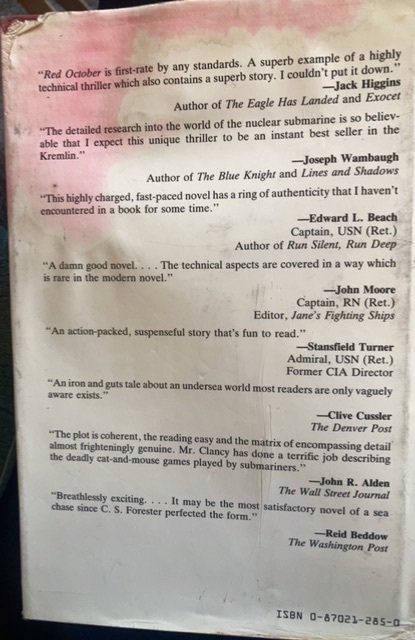 “Red October is first-rate by any standards. A superb example of a highly
technical thriller which also contains a superb story. I couldn't put it down.”
—Jack Higgins
Author of The Eagle Has Landed and Exocet
“The detailed research into the world of the nuclear submarine is so believ-
able that I expect this unique thriller to be an instant best seller in the
Kremlin.”
—Joseph Wambaugh
Author of The Blue Knight and Lines and Shadows
“This highly charged, fast-paced novel has a ring of authenticity that I haven't
encountered in a book for some time.”
—Edward L. Beach
Captain, USN (Ret.)
Author of Run Silent, Run Deep
“A damn good novel. . . . The technical aspects are covered in a way which
is rare in the modern novel.”
—John Moore
Captain, RN (Ret.)
Editor, Jane's Fighting Ships
“An action-packed, suspenseful story that's fun to read.”
—Stansfield Turner
Admiral, USN (Ret.)
Former CIA Director
“An iron and guts tale about an undersea world most readers are only vaguely
aware exists.”
—Clive Cussler
The Denver Post
“The plot is coherent, the reading easy and the matrix of encompassing detail
almost frighteningly genuine. Mr. Clancy has done a terrific job describing
the deadly cat-and-mouse games played by submariners.”
—John R. Alden
The Wall Street Journal
“Breathlessly exciting. . . . It may be the most satisfactory novel of a sea
chase since C. S. Forester perfected the form.”
—Reid Beddow
The Washington Post
ISBN 0-87021-285-0